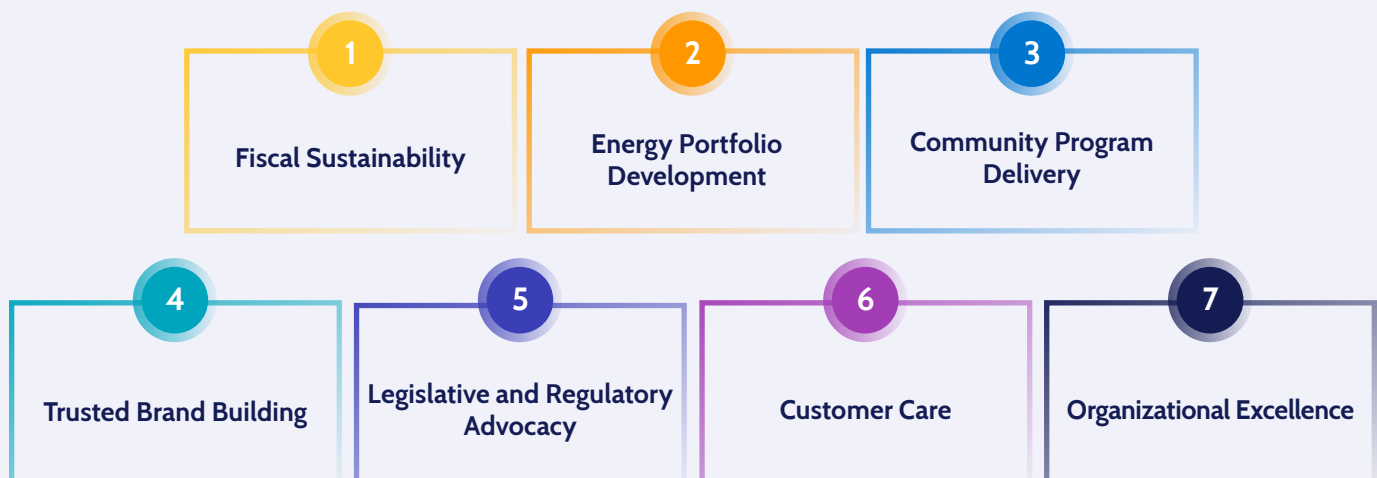 1
Fiscal Sustainability
2
Energy Portfolio
Development
3
Community Program
Delivery
4
Trusted Brand Building
5
Legislative and Regulatory
Advocacy
6
Customer Care
7
Organizational Excellence